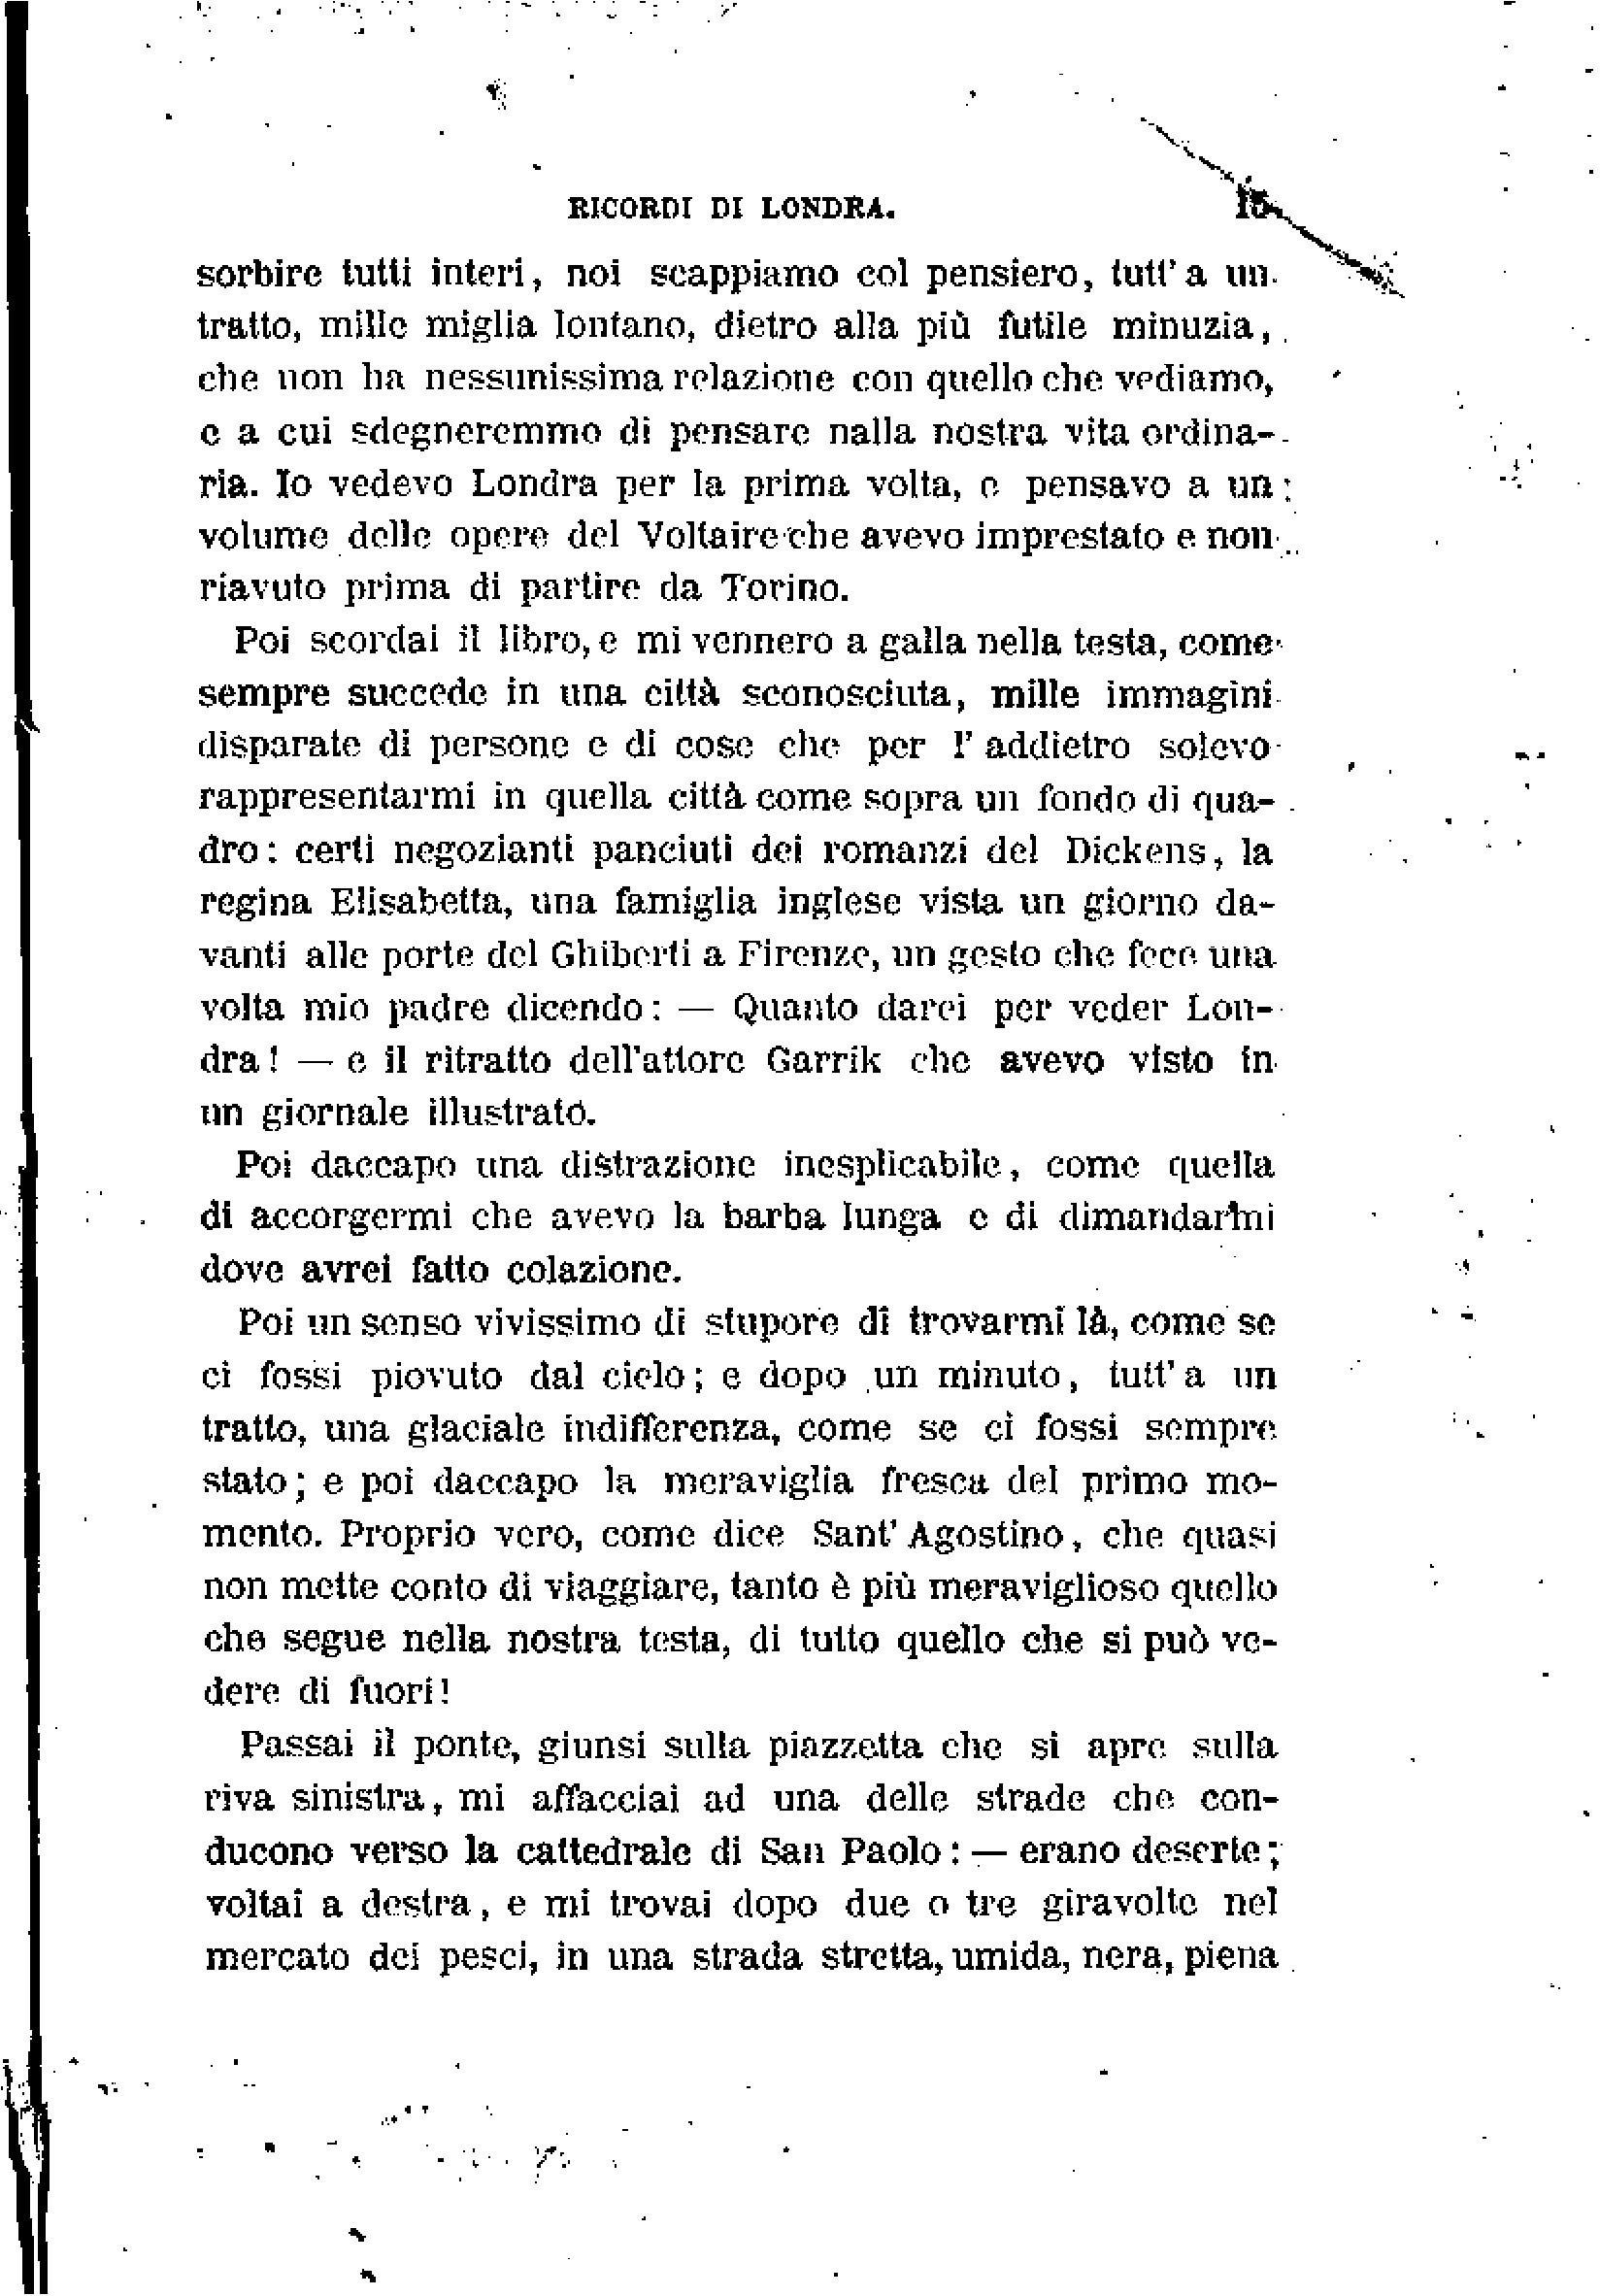 RICORDI DI LONDRA. 15
sorbire tutti interi, noi scappiamo col pensiero, tutt' a un
tratto, mille miglia lontano, dietro alla più futile minuzia,
che non ha nessunissima relazione con quello che vediamo,
e a cui sdegneremmo di pensare nalla nostra vita ordina-
ria. Io vedevo Londra per la prima volta, e pensavo a un
volume delle opere del Voltaire che avevo imprestato e non
riavuto prima di partire da Torino.
Poi scordai il libro, e mi vennero a galla nella testa, come
sempre succede in una città sconosciuta, mille immagini
disparate di persone e di cose che per l' addietro solevo
rappresentarmi in quella città come sopra un fondo di qua-
dro: certi negozianti panciuti dei romanzi del Dickens, la
regina Elisabetta, una famiglia inglese vista un giorno da-
vanti alle porte del Ghiberti a Firenze, un gesto che fece una
volta mio padre dicendo: — Quanto darei per veder Lon-
dra! — e il ritratto dell'attore Garrik che avevo visto in
un giornale illustrato.
Poi daccapo una distrazione inesplicabile, come quella
di accorgermi che avevo la barba lunga e di dimandarmi
dove avrei fatto colazione.
Poi un senso vivissimo di stupore di trovarmi là, come se
ci fossi piovuto dal cielo; e dopo un minuto, tutt' a un
tratto, una glaciale indifferenza, come se ci fossi sempre
stato; e poi daccapo la meraviglia fresca del primo mo-
mento. Proprio vero, come dice Sant' Agostino, che quasi
non mette conto di viaggiare, tanto è più meraviglioso quello
che segue nella nostra testa, di tutto quello che si può ve-
dere di fuori!
Passai il ponte, giunsi sulla piazzetta che si apre sulla
riva sinistra, mi affacciai ad una delle strade che con-
ducono verso la cattedrale di San Paolo: — erano deserte;
voltai a destra, e mi trovai dopo due o tre giravolte nel
mercato dei pesci, in una strada stretta, umida, nera, piena